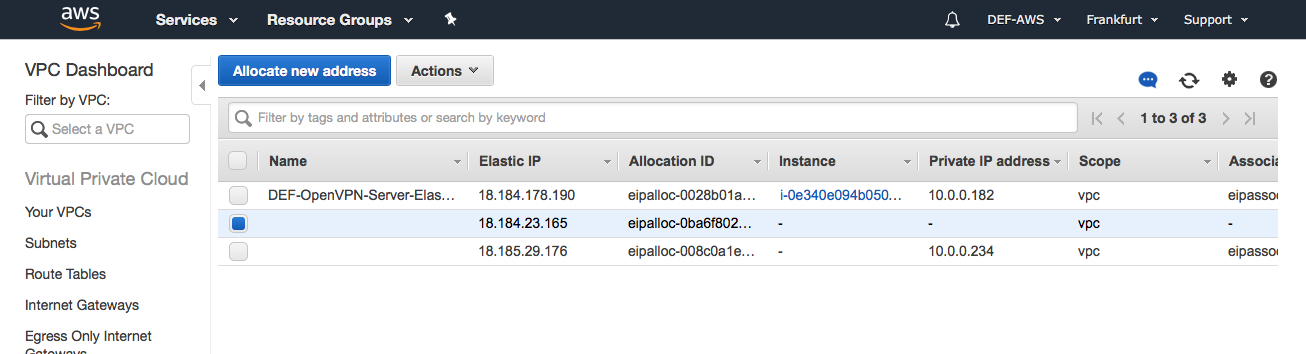 aws Services Resource Groups DEF-AWS Frankfurt Support
VPC Dashboard
Filter by VPC:
Select a VPC
Virtual Private Cloud
Your VPCs
Subnets
Route Tables
Internet Gateways
Egress Only Internet
Gateways
Allocate new address Actions
Filter by tags and attributes or search by keyword 1 to 3 of 3
Name Elastic IP Allocation ID Instance Private IP address Scope Associa
DEF-OpenVPN-Server-Elas... 18.184.178.190 eipalloc-0028b01a... i-0e340e094b050... 10.0.0.182 vpc eipassoc
18.184.23.165 eipalloc-0ba6f802... - - vpc -
18.185.29.176 eipalloc-008c0a1e... - 10.0.0.234 vpc eipassoc